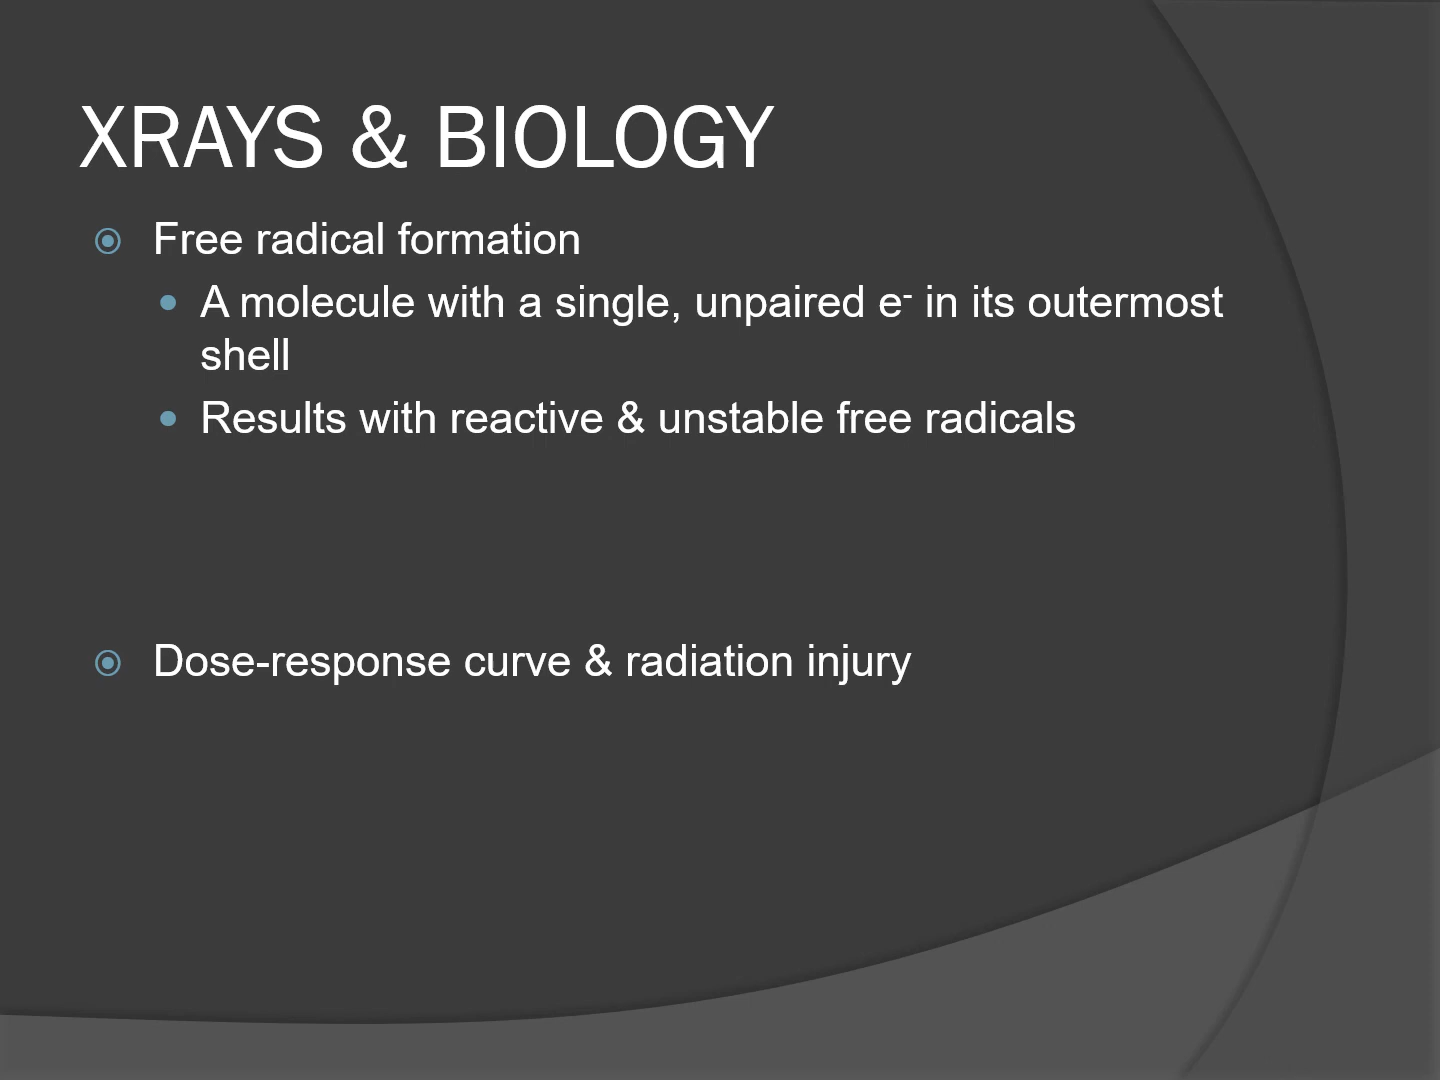 XRAYS & BIOLOGY
Free radical formation
A molecule with a single, unpaired e- in its outermost
shell
Results with reactive & unstable free radicals
Dose-response curve & radiation injury